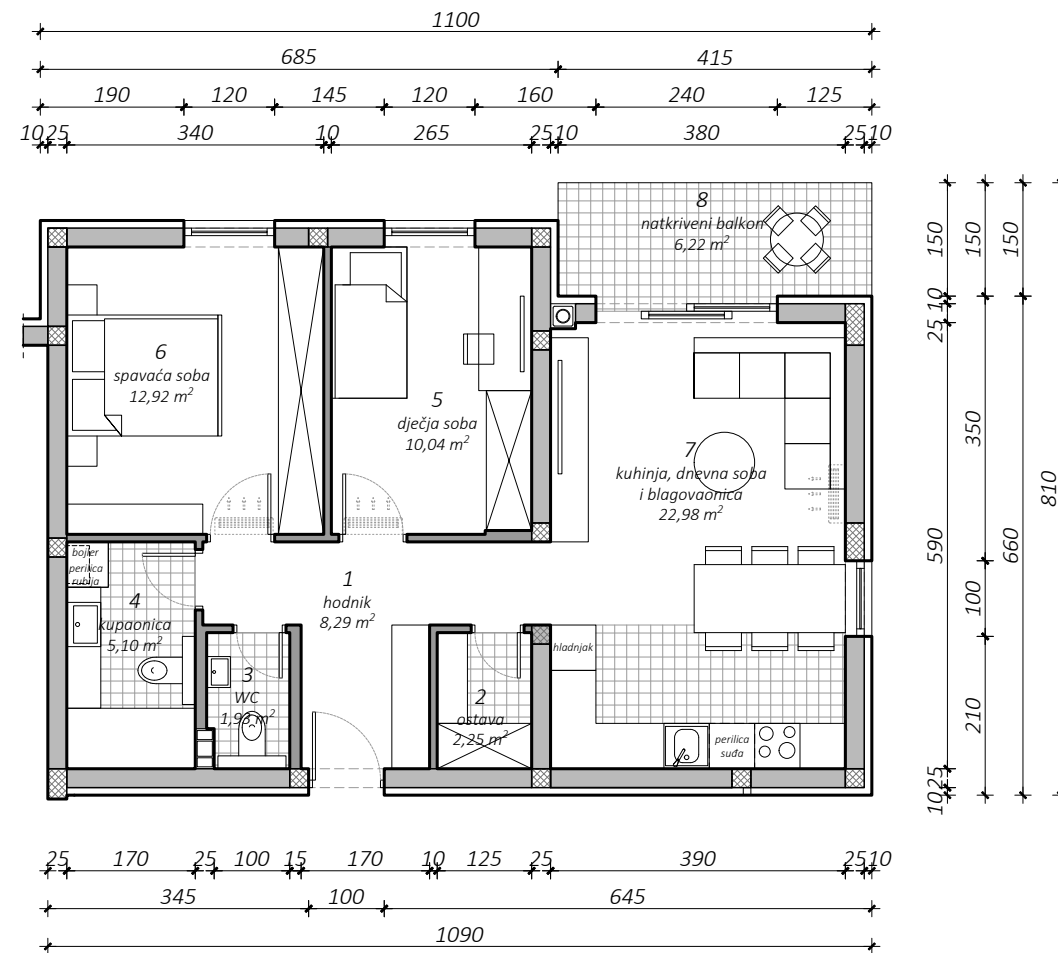 1100
685 415
190 120 145 120 160 240 125
10 25 340 10 265 25 10 380 25 10
8
natkriveni balkon
6,22 m²
6
spavaća soba
12,92 m²
5
dječja soba
10,04 m²
7
kuhinja, dnevna soba
i blagovaonica
22,98 m²
bojler
perilica
rublja
4
kupaonica
5,10 m²
1
hodnik
8,29 m²
3
WC
1,93 m²
2
ostava
2,25 m²
hladnjak
perilica
suđa
150 10 25 590 25 10
150 350 100 210
150 660
810
25 170 25 100 15 170 10 125 25 390 25 10
345 100 645
1090